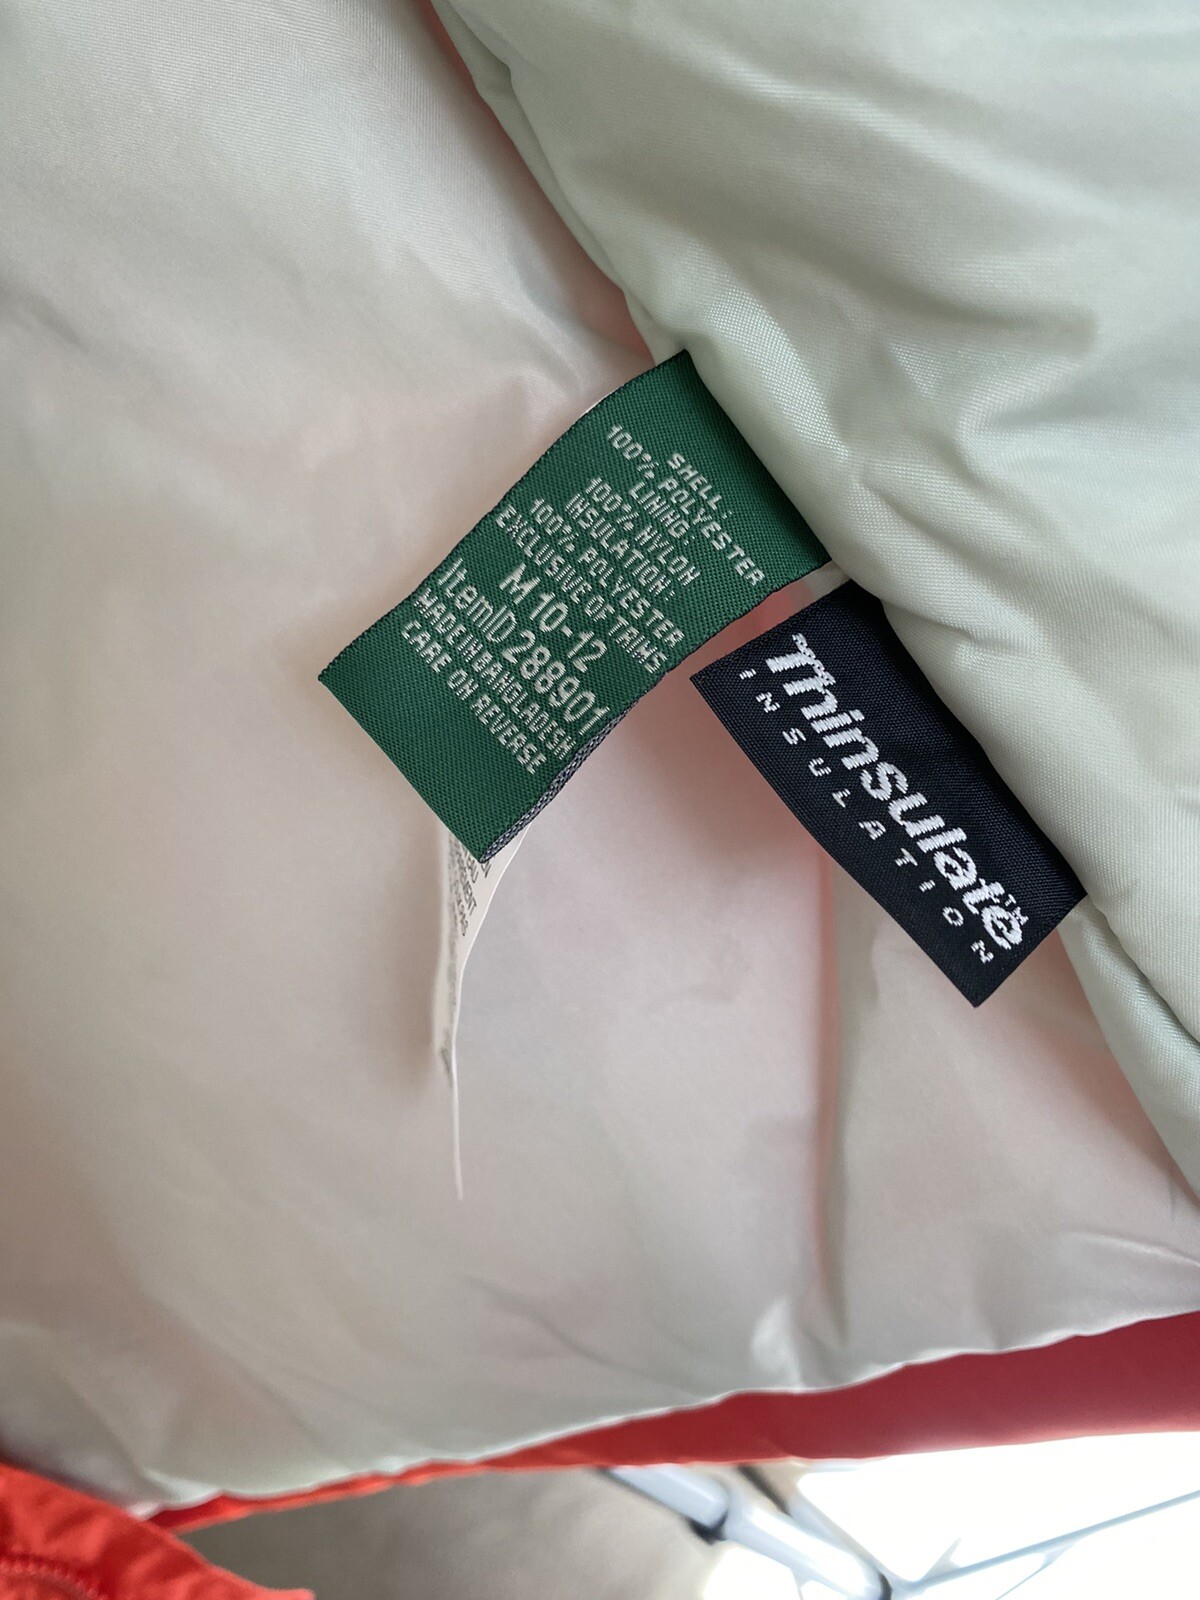 SHELL:
100% POLYESTER
LINING:
100% NYLON
INSULATION:
100% POLYESTER
EXCLUSIVE OF TRIMS
M 10-12
ItemID 288901
MADE IN BANGLADESH
CARE ON REVERSE
Thinsulate™
INSULATION